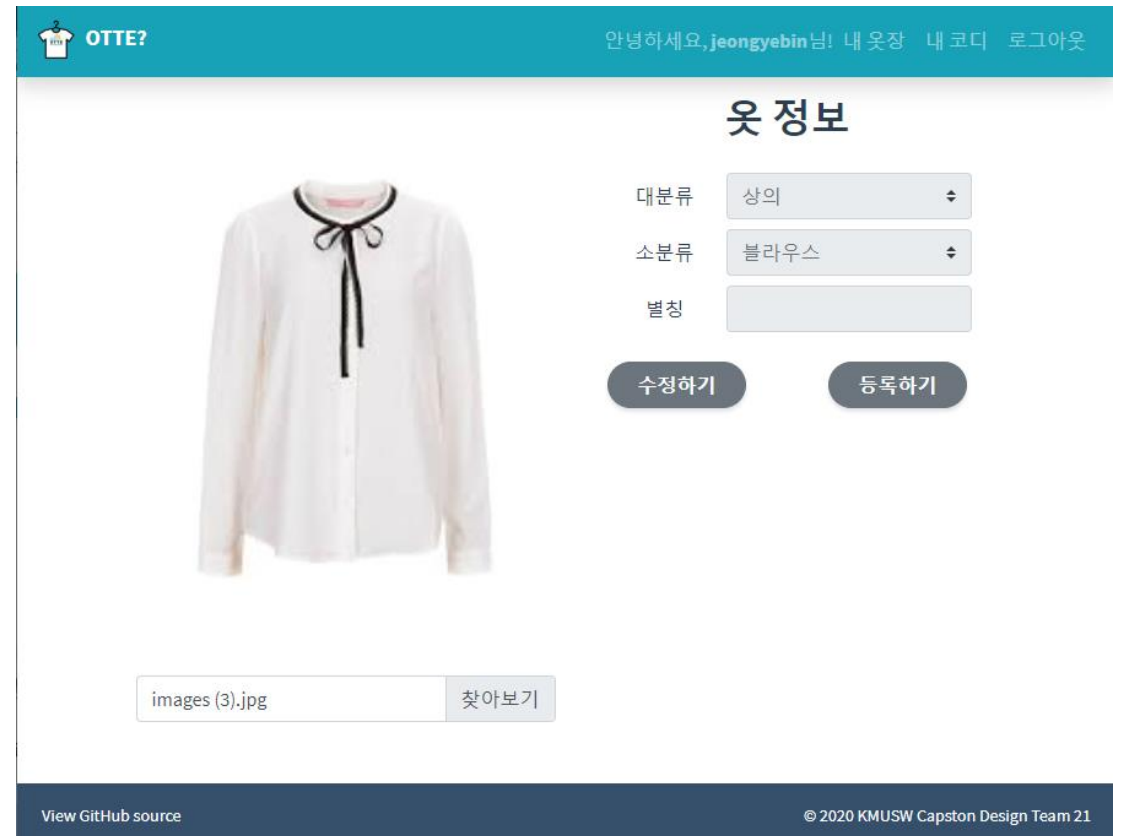 OTTE?
안녕하세요, jeongyebin님! 내 옷장 내 코디 로그아웃
옷 정보
대분류 상의
소분류 블라우스
별칭
수정하기 등록하기
images (3).jpg 찾아보기
View GitHub source © 2020 KMUSW Capston Design Team 21